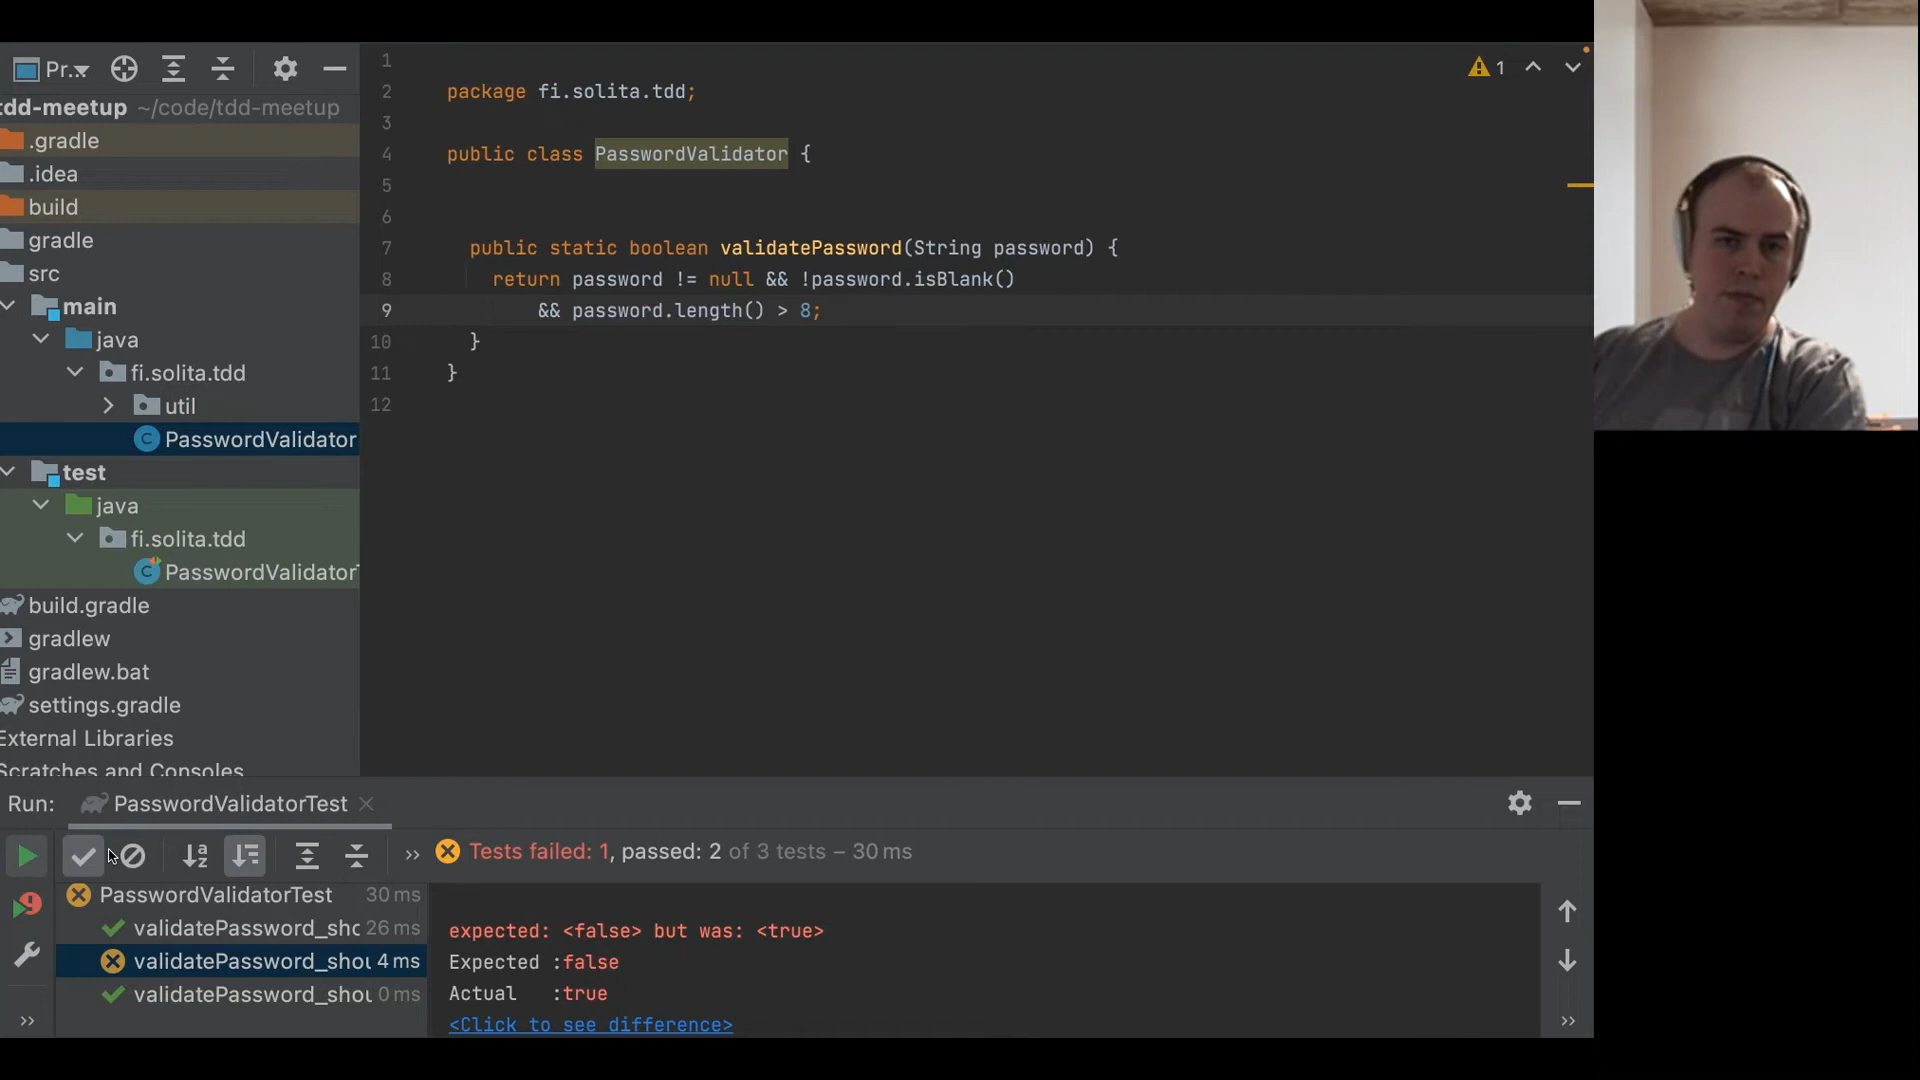 Pr...
tdd-meetup ~/code/tdd-meetup
.gradle
.idea
build
gradle
src
main
java
fi.solita.tdd
util
PasswordValidator
test
java
fi.solita.tdd
PasswordValidatorT
build.gradle
gradlew
gradlew.bat
settings.gradle
External Libraries
Scratches and Consoles
1
2 package fi.solita.tdd;
3
4 public class PasswordValidator {
5
6
7 public static boolean validatePassword(String password) {
8 return password != null && !password.isBlank()
9 && password.length() > 8;
10 }
11 }
12
1
Run: PasswordValidatorTest
Tests failed: 1, passed: 2 of 3 tests – 30 ms
9
PasswordValidatorTest 30 ms
validatePassword_sho 26 ms
validatePassword_shou 4 ms
validatePassword_shou 0 ms
expected: <false> but was: <true>
Expected :false
Actual :true
<Click to see difference>